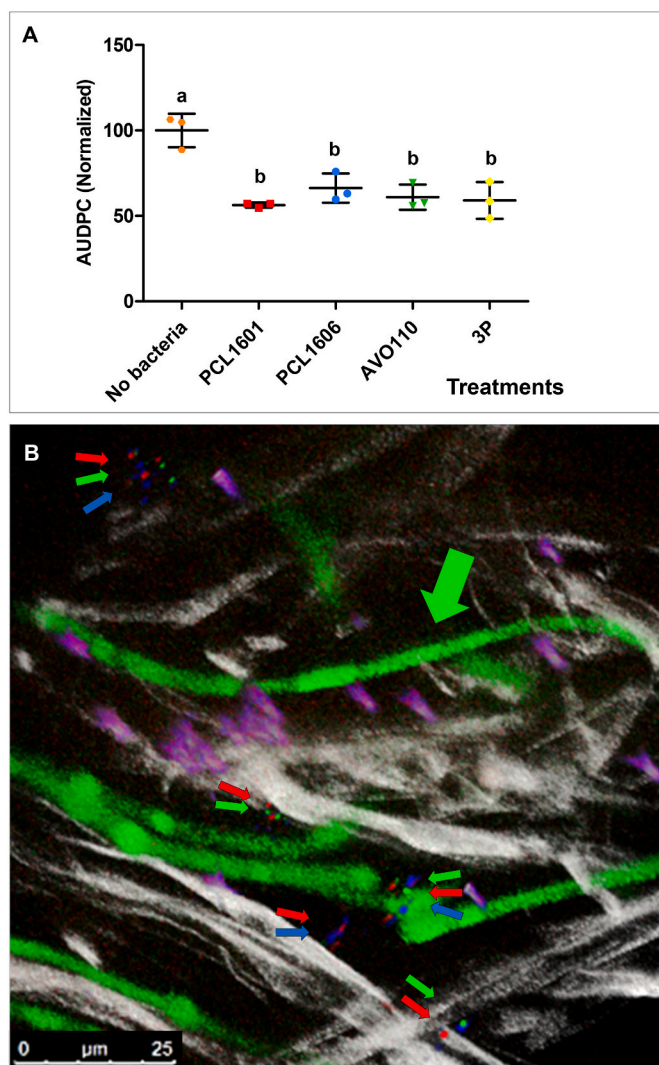 A
150
100
50
0
AUDPC (Normalized)
a
b
b
b
b
No bacteria
PCL1601
PCL1606
AVO110
3P
Treatments
B
0 µm 25